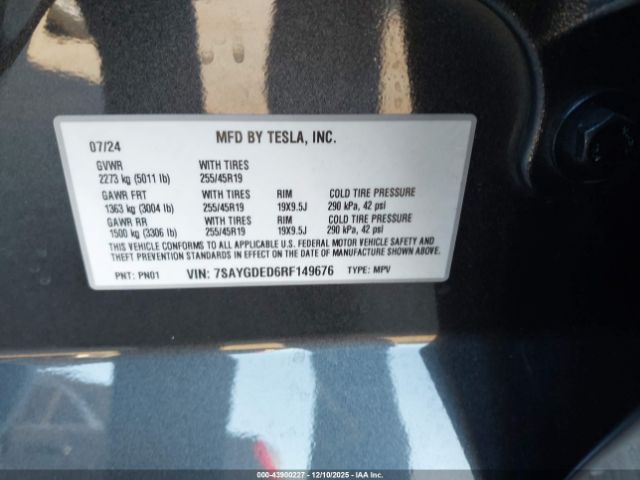 07/24 MFD BY TESLA, INC.
GVWR WITH TIRES
2273 kg (5011 lb) 255/45R19
GAWR FRT WITH TIRES RIM COLD TIRE PRESSURE
1363 kg (3004 lb) 255/45R19 19X9.5J 290 kPa, 42 psi
GAWR RR WITH TIRES RIM COLD TIRE PRESSURE
1500 kg (3306 lb) 255/45R19 19X9.5J 290 kPa, 42 psi
THIS VEHICLE CONFORMS TO ALL APPLICABLE U.S. FEDERAL MOTOR VEHICLE SAFETY AND
THEFT PREVENTION STANDARDS IN EFFECT ON THE DATE OF MANUFACTURE SHOWN ABOVE.
PNT: PN01 VIN: 7SAYGDED6RF149676 TYPE: MPV
000-43900227 - 12/10/2025 - IAA Inc.